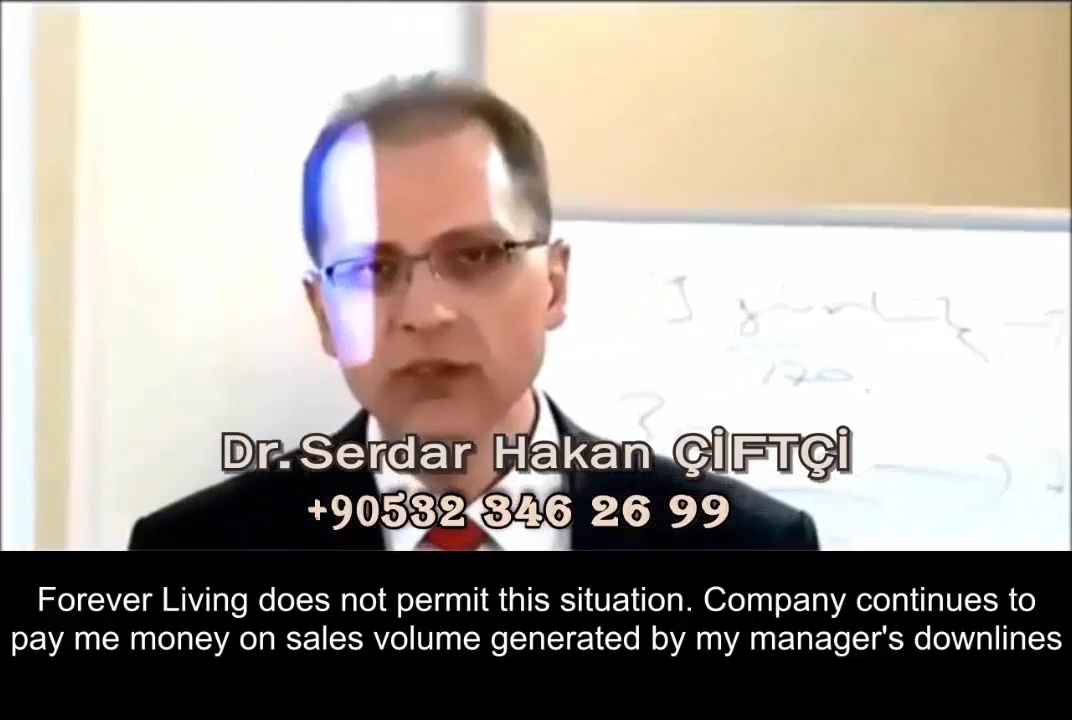 Dr. Serdar Hakan ÇİFTÇİ
+90532 346 26 99
Forever Living does not permit this situation. Company continues to
pay me money on sales volume generated by my manager's downlines